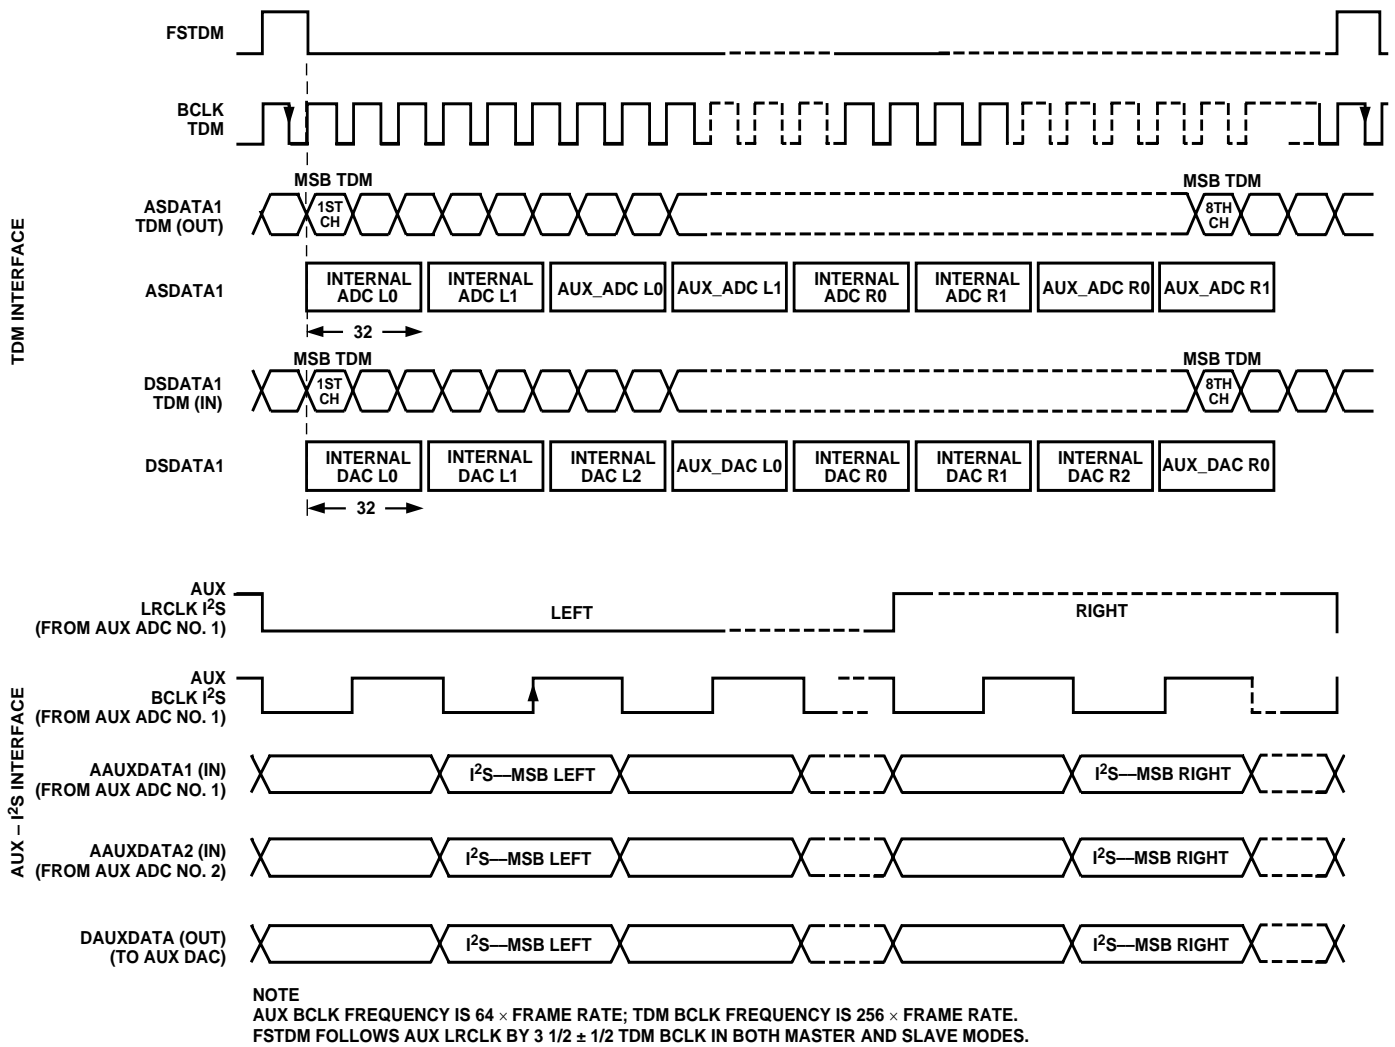 FSTDM
BCLK
TDM
MSB TDM
MSB TDM
ASDATA1
TDM (OUT)
1ST
CH
8TH
CH
ASDATA1
INTERNAL
ADC L0
INTERNAL
ADC L1
AUX_ADC L0
AUX_ADC L1
INTERNAL
ADC R0
INTERNAL
ADC R1
AUX_ADC R0
AUX_ADC R1
32
TDM INTERFACE
MSB TDM
MSB TDM
DSDATA1
TDM (IN)
1ST
CH
8TH
CH
DSDATA1
INTERNAL
DAC L0
INTERNAL
DAC L1
INTERNAL
DAC L2
AUX_DAC L0
INTERNAL
DAC R0
INTERNAL
DAC R1
INTERNAL
DAC R2
AUX_DAC R0
32
AUX
LRCLK I²S
(FROM AUX ADC NO. 1)
LEFT
RIGHT
AUX
BCLK I²S
(FROM AUX ADC NO. 1)
AUX – I²S INTERFACE
AAUXDATA1 (IN)
(FROM AUX ADC NO. 1)
I²S—MSB LEFT
I²S—MSB RIGHT
AAUXDATA2 (IN)
(FROM AUX ADC NO. 2)
I²S—MSB LEFT
I²S—MSB RIGHT
DAUXDATA (OUT)
(TO AUX DAC)
I²S—MSB LEFT
I²S—MSB RIGHT
NOTE
AUX BCLK FREQUENCY IS 64 × FRAME RATE; TDM BCLK FREQUENCY IS 256 × FRAME RATE.
FSTDM FOLLOWS AUX LRCLK BY 3 1/2 ± 1/2 TDM BCLK IN BOTH MASTER AND SLAVE MODES.